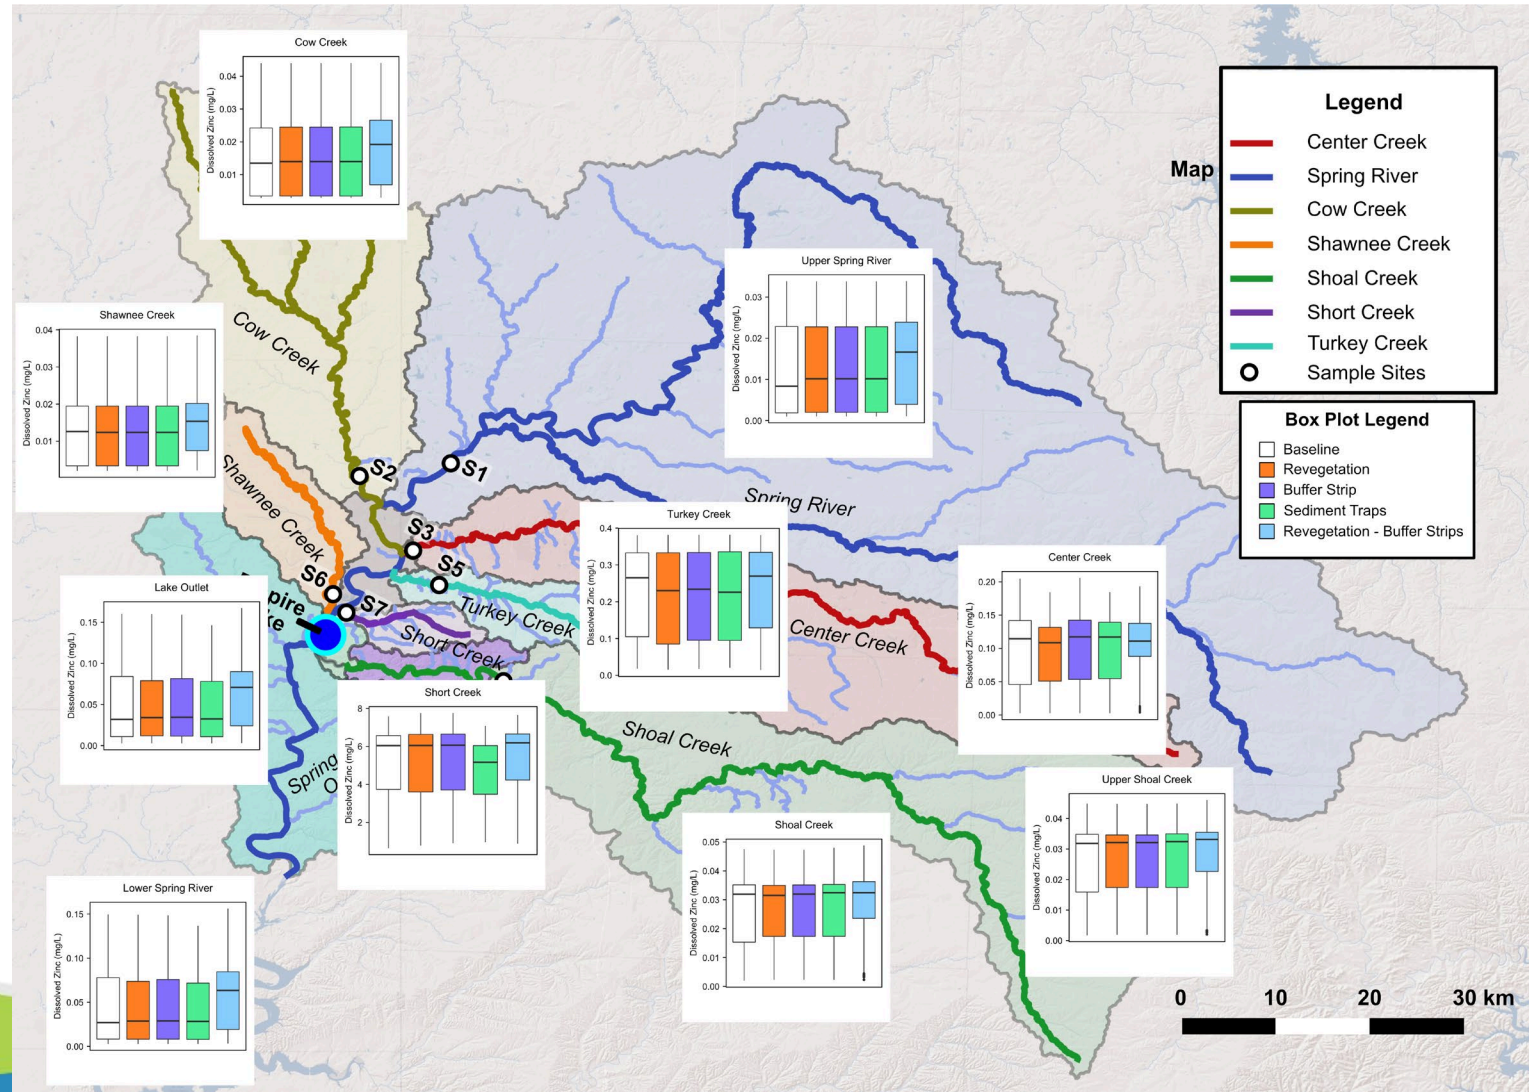 Cow Creek
Dissolved Zinc (mg/L)
0.04
0.03
0.02
0.01
Legend
Map
Center Creek
Spring River
Cow Creek
Shawnee Creek
Shoal Creek
Short Creek
Turkey Creek
Sample Sites
Box Plot Legend
Baseline
Revegetation
Buffer Strip
Sediment Traps
Revegetation - Buffer Strips
Upper Spring River
Dissolved Zinc (mg/L)
0.03
0.02
0.01
0.00
Shawnee Creek
Dissolved Zinc (mg/L)
0.04
0.03
0.02
0.01
Cow Creek
S2
S1
Shawnee Creek
Spring River
S3
S5
S6
S7
Turkey Creek
Short Creek
Center Creek
Shoal Creek
Turkey Creek
Dissolved Zinc (mg/L)
0.4
0.3
0.2
0.1
0.0
Center Creek
Dissolved Zinc (mg/L)
0.20
0.15
0.10
0.05
0.00
Lake Outlet
Dissolved Zinc (mg/L)
0.15
0.10
0.05
0.00
pire
ke
Spring
O
Short Creek
Dissolved Zinc (mg/L)
8
6
4
2
Upper Shoal Creek
Dissolved Zinc (mg/L)
0.04
0.03
0.02
0.01
0.00
Shoal Creek
Dissolved Zinc (mg/L)
0.05
0.04
0.03
0.02
0.01
0.00
Lower Spring River
Dissolved Zinc (mg/L)
0.15
0.10
0.05
0.00
0 10 20 30 km